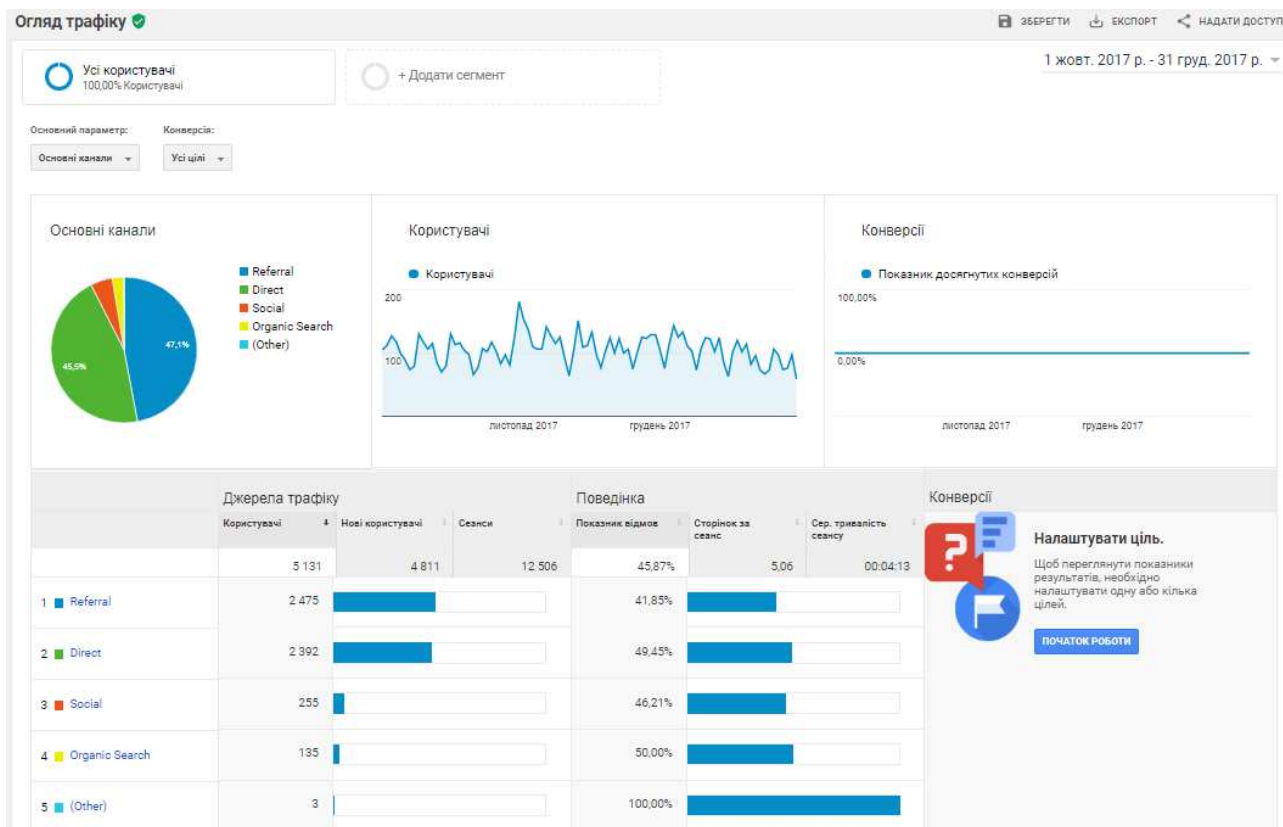 Огляд трафіку
ЗБЕРЕГТИ ЕКСПОРТ НАДАТИ ДОСТУП
Усі користувачі
100,00% Користувачі
+ Додати сегмент
1 жовт. 2017 р. - 31 груд. 2017 р.
Основний параметр: Конверсія:
Основні канали Усі цілі
Основні канали
Referral
Direct
Social
Organic Search
(Other)
47,1%
45,5%
Користувачі
Користувачі
200
100
листопад 2017 грудень 2017
Конверсії
Показник досягнутих конверсій
100,00%
0,00%
листопад 2017 грудень 2017
Джерела трафіку Поведінка Конверсії
Користувачі Нові користувачі Сеанси Показник відмов Сторінок за сеанс Сер. тривалість сеансу
5 131 4 811 12 506 45,87% 5,06 00:04:13
1 Referral 2 475 41,85%
2 Direct 2 392 49,45%
3 Social 255 46,21%
4 Organic Search 135 50,00%
5 (Other) 3 100,00%
Налаштувати ціль.
Щоб переглянути показники
результатів, необхідно
налаштувати одну або кілька
цілей.
ПОЧАТОК РОБОТИ